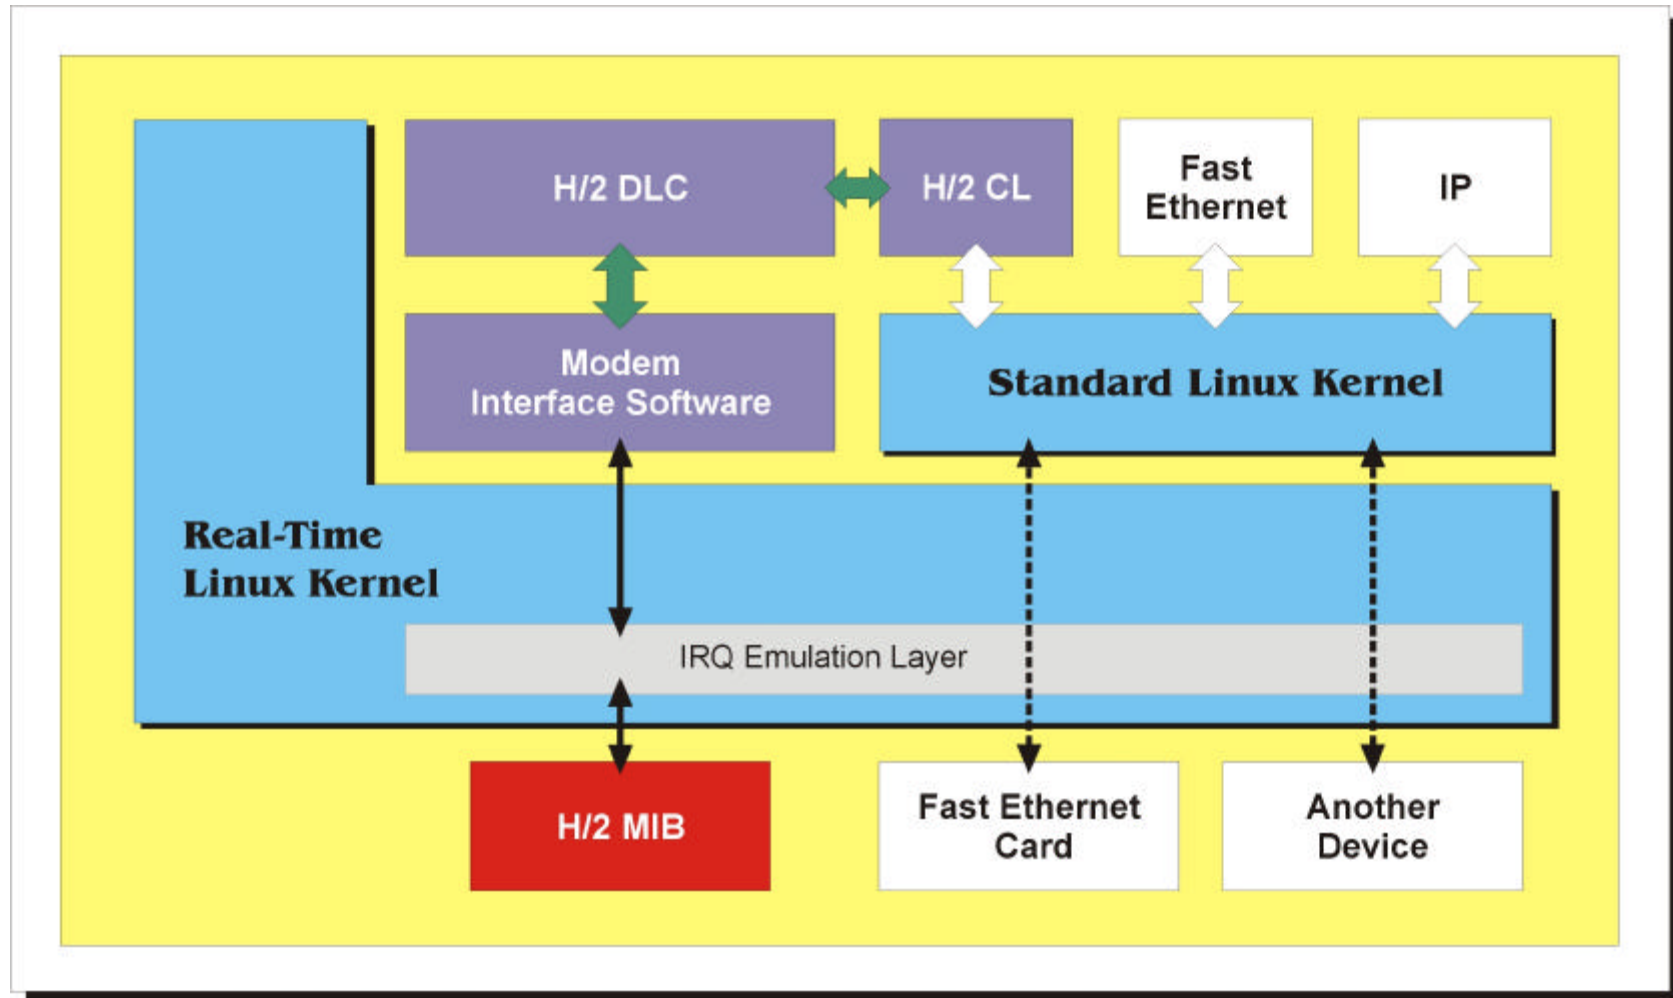 H/2 DLC
H/2 CL
Fast
Ethernet
IP
Modem
Interface Software
Standard Linux Kernel
Real-Time
Linux Kernel
IRQ Emulation Layer
H/2 MIB
Fast Ethernet
Card
Another
Device